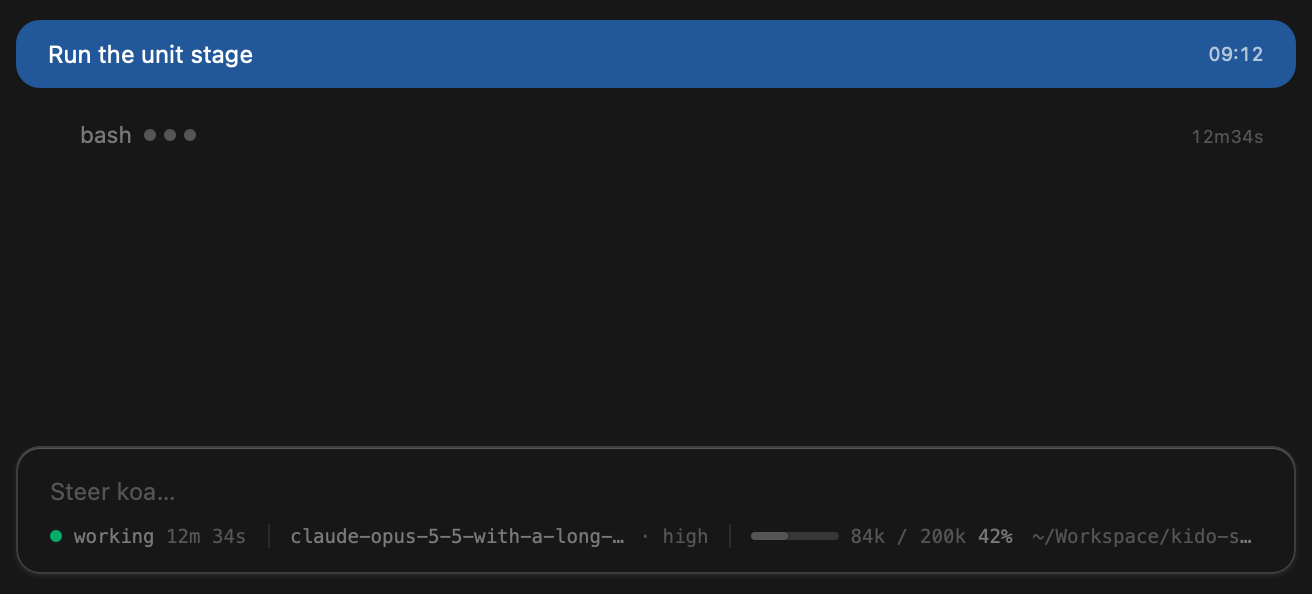 Run the unit stage 09:12
bash 12m34s
Steer koa…
working 12m 34s claude-opus-5-5-with-a-long-… · high 84k / 200k 42% ~/Workspace/kido-s…